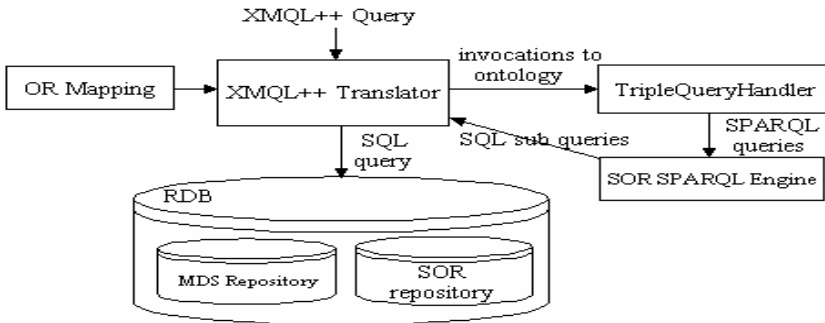 XMQL++ Query
invocations to
ontology
OR Mapping
XMQL++ Translator
TripleQueryHandler
SQL
query
SQL sub queries
SPARQL
queries
SOR SPARQL Engine
RDB
MDS Repository
SOR
repository